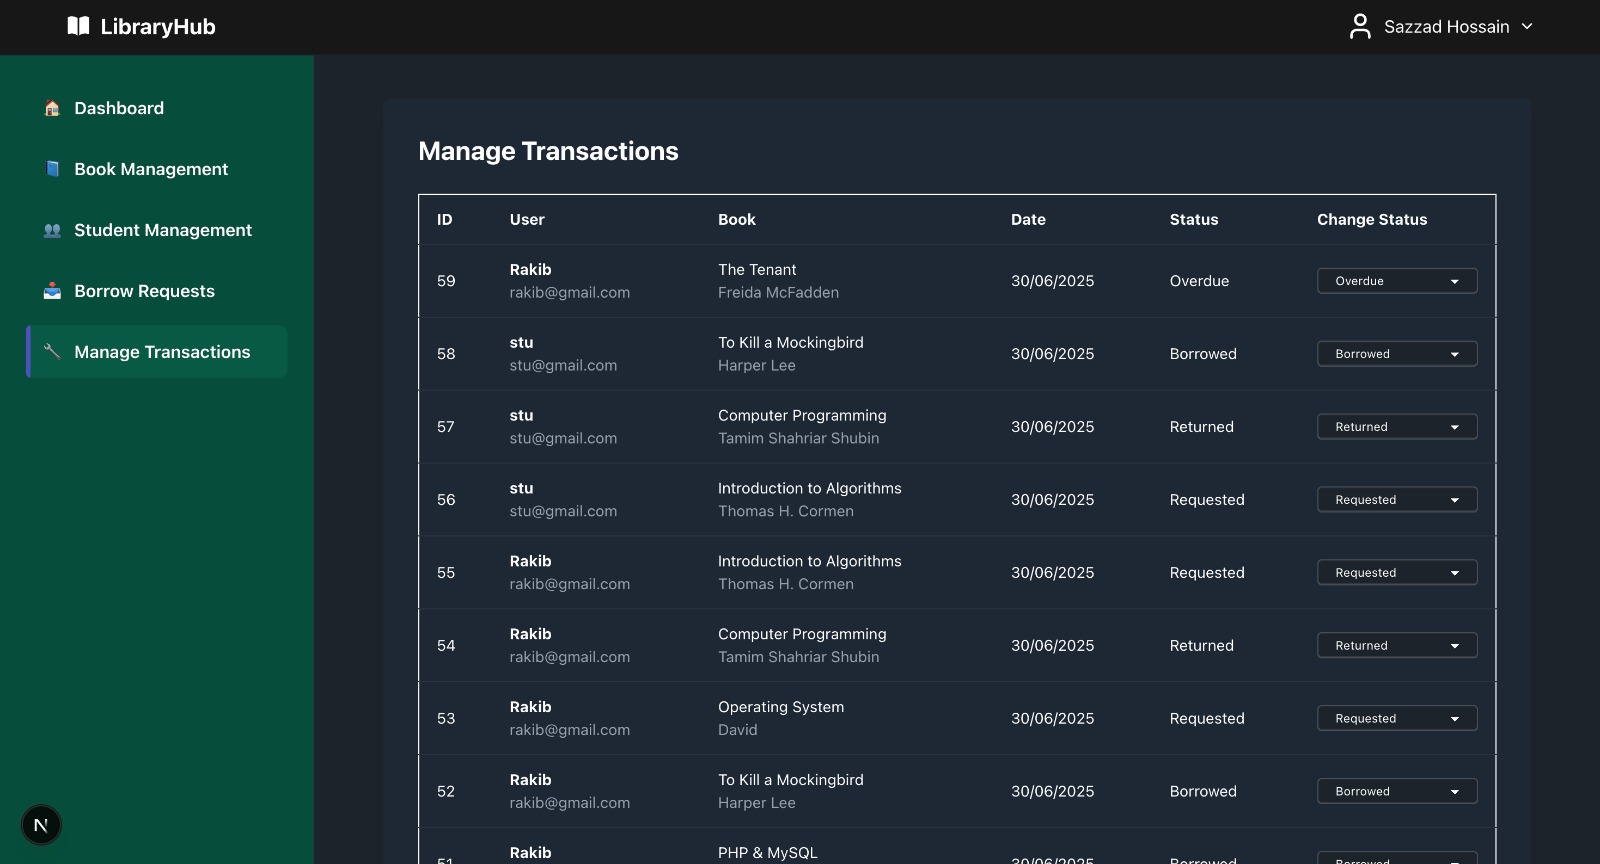 LibraryHub
Sazzad Hossain
Dashboard
Book Management
Student Management
Borrow Requests
Manage Transactions
Manage Transactions
ID User Book Date Status Change Status
59 Rakib The Tenant 30/06/2025 Overdue Overdue
rakib@gmail.com Freida McFadden
58 stu To Kill a Mockingbird 30/06/2025 Borrowed Borrowed
stu@gmail.com Harper Lee
57 stu Computer Programming 30/06/2025 Returned Returned
stu@gmail.com Tamim Shahriar Shubin
56 stu Introduction to Algorithms 30/06/2025 Requested Requested
stu@gmail.com Thomas H. Cormen
55 Rakib Introduction to Algorithms 30/06/2025 Requested Requested
rakib@gmail.com Thomas H. Cormen
54 Rakib Computer Programming 30/06/2025 Returned Returned
rakib@gmail.com Tamim Shahriar Shubin
53 Rakib Operating System 30/06/2025 Requested Requested
rakib@gmail.com David
52 Rakib To Kill a Mockingbird 30/06/2025 Borrowed Borrowed
rakib@gmail.com Harper Lee
51 Rakib PHP & MySQL 30/06/2025 Borrowed Borrowed
N